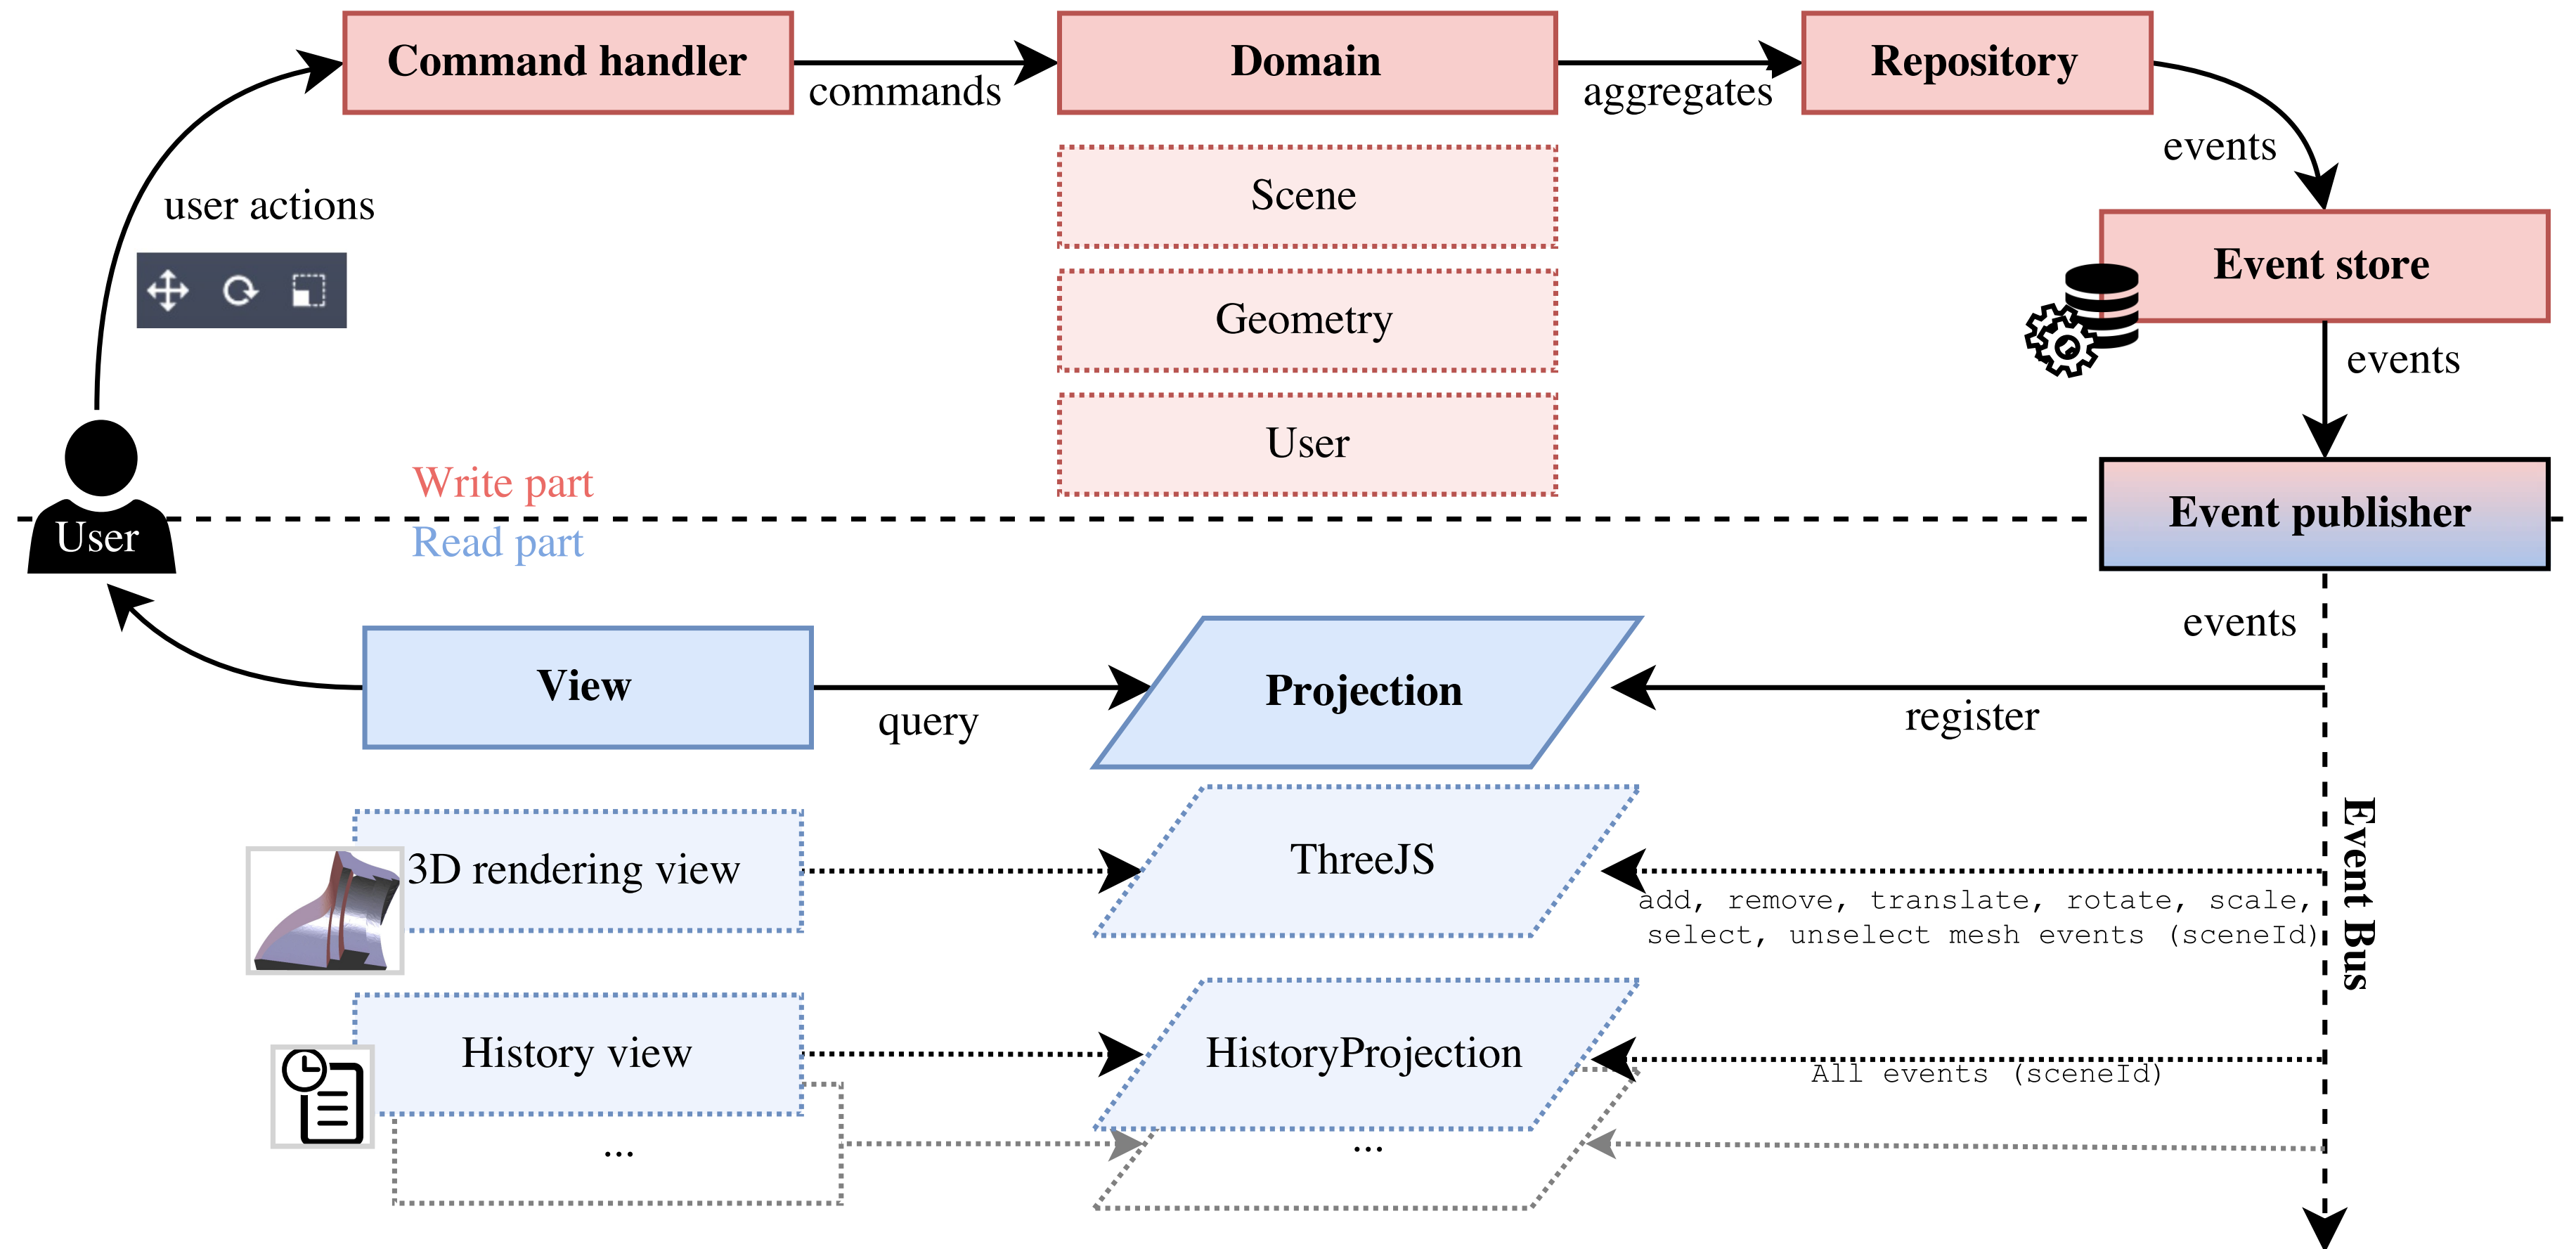 Command handler
commands
Domain
aggregates
Repository
events
user actions
Scene
Geometry
User
Event store
events
Write part
User
Read part
Event publisher
events
View
query
Projection
register
Event Bus
3D rendering view
ThreeJS
add, remove, translate, rotate, scale,
select, unselect mesh events (sceneId)
History view
HistoryProjection
All events (sceneId)
...
...